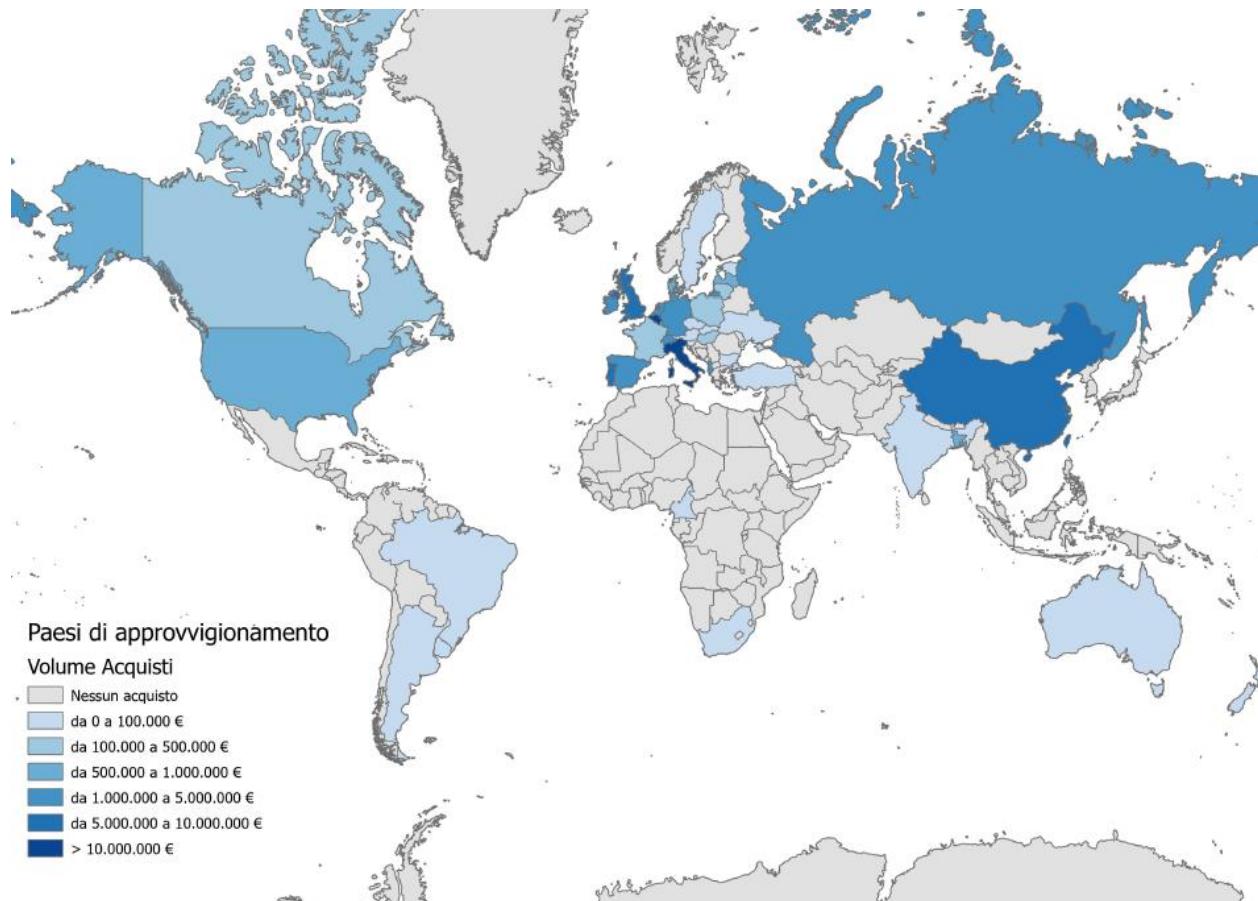 Paesi di approvvigionamento
Volume Acquisti
Nessun acquisto
da 0 a 100.000 €
da 100.000 a 500.000 €
da 500.000 a 1.000.000 €
da 1.000.000 a 5.000.000 €
da 5.000.000 a 10.000.000 €
> 10.000.000 €